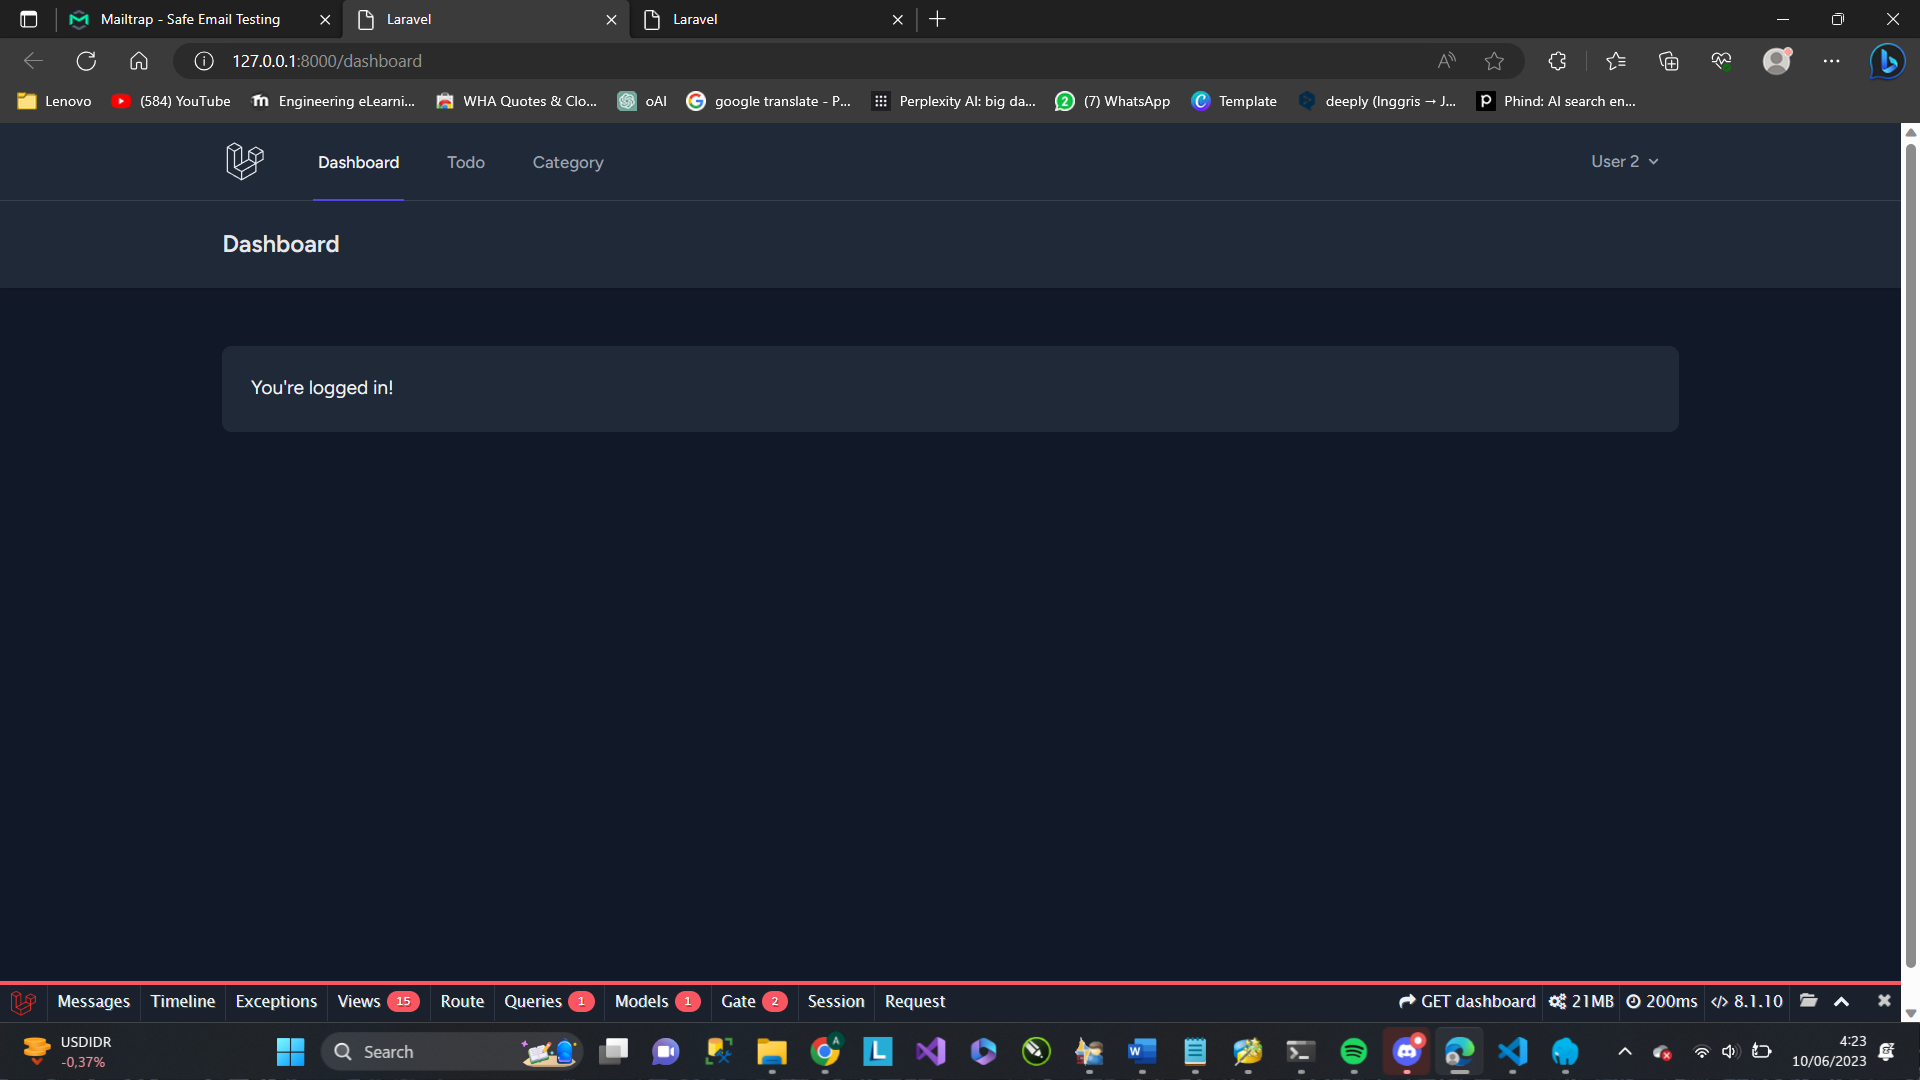 Mailtrap - Safe Email Testing
Laravel
Laravel
127.0.0.1:8000/dashboard
Lenovo
(584) YouTube
Engineering eLearni...
WHA Quotes & Clo...
oAI
google translate - P...
Perplexity AI: big da...
(7) WhatsApp
Template
deeply (Inggris → J...
Phind: AI search en...
Dashboard
Todo
Category
User 2
Dashboard
You're logged in!
Messages
Timeline
Exceptions
Views 15
Route
Queries 1
Models 1
Gate 2
Session
Request
GET dashboard
21MB
200ms
8.1.10
USDIDR
-0,37%
Search
4:23
10/06/2023